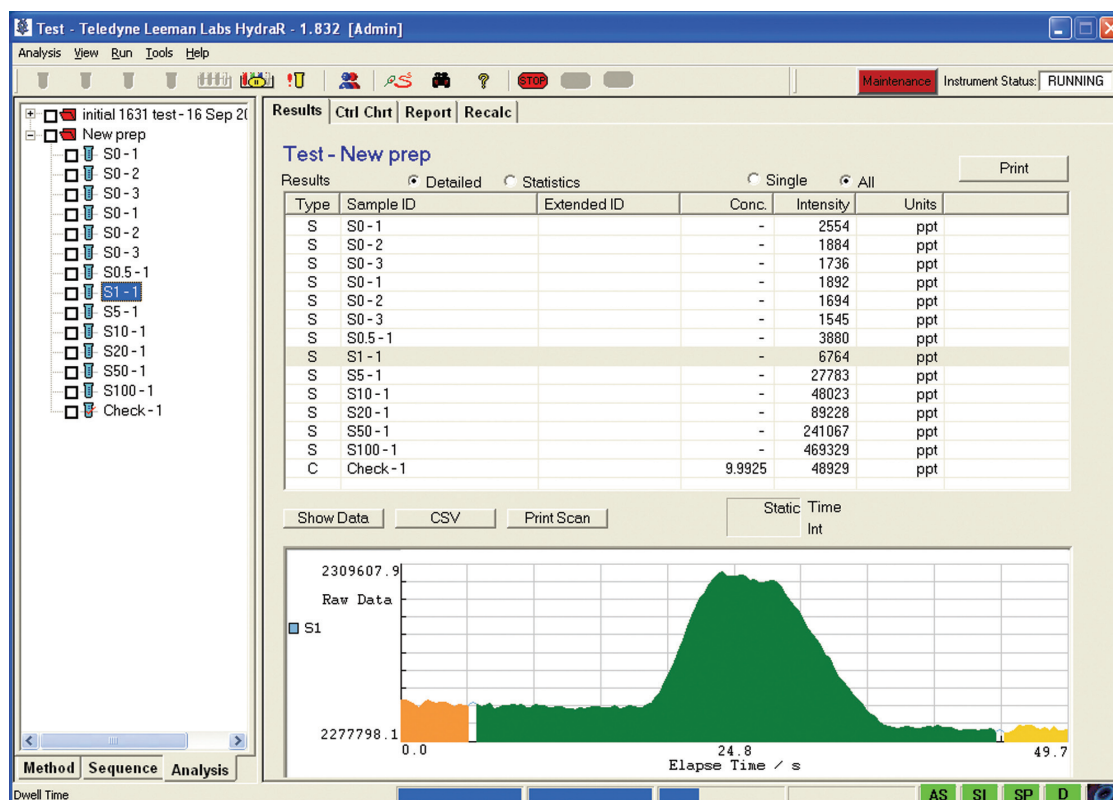 Test - Teledyne Leeman Labs HydraR - 1.832 [Admin]
Analysis View Run Tools Help
STOP Maintenance Instrument Status: RUNNING
initial 1631 test - 16 Sep 20
New prep
S0 - 1
S0 - 2
S0 - 3
S0 - 1
S0 - 2
S0 - 3
S0.5 - 1
S1 - 1
S5 - 1
S10 - 1
S20 - 1
S50 - 1
S100 - 1
Check - 1
Method Sequence Analysis
Results Ctrl Chrt Report Recalc
Test - New prep
Print
Results Detailed Statistics Single All
Type Sample ID Extended ID Conc. Intensity Units
S S0 - 1 - 2554 ppt
S S0 - 2 - 1884 ppt
S S0 - 3 - 1736 ppt
S S0 - 1 - 1892 ppt
S S0 - 2 - 1694 ppt
S S0 - 3 - 1545 ppt
S S0.5 - 1 - 3880 ppt
S S1 - 1 - 6764 ppt
S S5 - 1 - 27783 ppt
S S10 - 1 - 48023 ppt
S S20 - 1 - 89228 ppt
S S50 - 1 - 241067 ppt
S S100 - 1 - 469329 ppt
C Check - 1 9.9925 48929 ppt
Show Data CSV Print Scan Static Time
Int
2309607.9
Raw Data
S1
2277798.1
0.0 24.8 49.7
Elapse Time / s
Dwell Time AS SI SP D